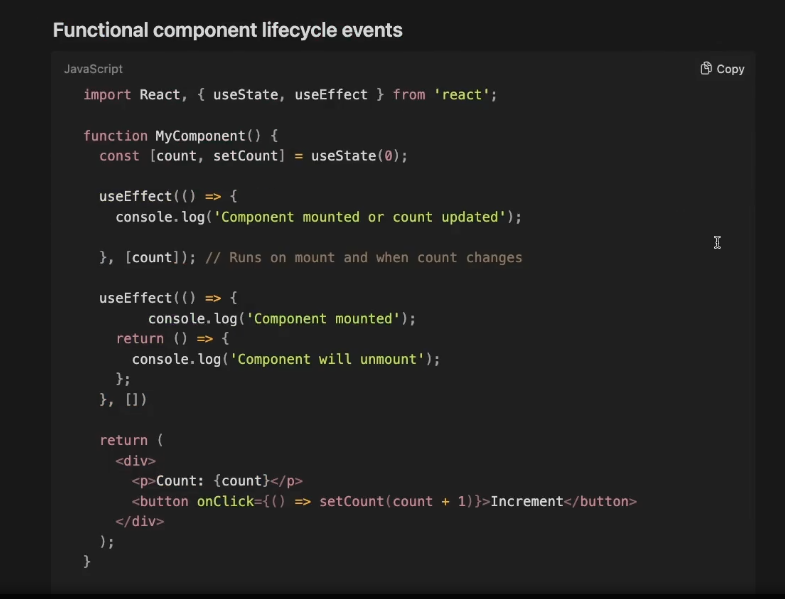 Functional component lifecycle events
JavaScript
Copy
import React, { useState, useEffect } from 'react';
function MyComponent() {
const [count, setCount] = useState(0);
useEffect(() => {
console.log('Component mounted or count updated');
}, [count]); // Runs on mount and when count changes
useEffect(() => {
console.log('Component mounted');
return () => {
console.log('Component will unmount');
};
}, [])
return (
<div>
<p>Count: {count}</p>
<button onClick={() => setCount(count + 1)}>Increment</button>
</div>
);
}